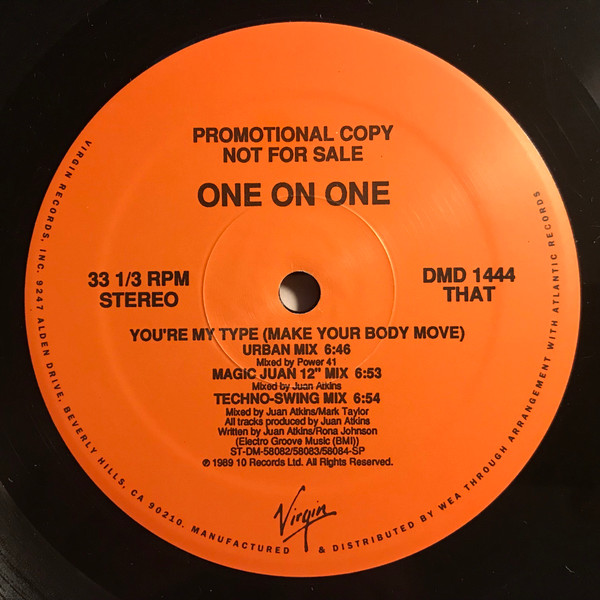 PROMOTIONAL COPY
NOT FOR SALE
ONE ON ONE
33 1/3 RPM
STEREO
DMD 1444
THAT
YOU'RE MY TYPE (MAKE YOUR BODY MOVE)
URBAN MIX 6:46
Mixed by Power 41
MAGIC JUAN 12" MIX 6:53
Mixed by Juan Atkins
TECHNO-SWING MIX 6:54
Mixed by Juan Atkins/Mark Taylor
All tracks produced by Juan Atkins
Written by Juan Atkins/Rona Johnson
(Electro Groove Music (BMI))
ST-DM-58082/58083/58084-SP
℗ 1989 10 Records Ltd. All Rights Reserved.
Virgin
VIRGIN RECORDS, INC. 9247 ALDEN DRIVE, BEVERLY HILLS, CA 90210. MANUFACTURED & DISTRIBUTED BY WEA THROUGH ARRANGEMENT WITH ATLANTIC RECORDS